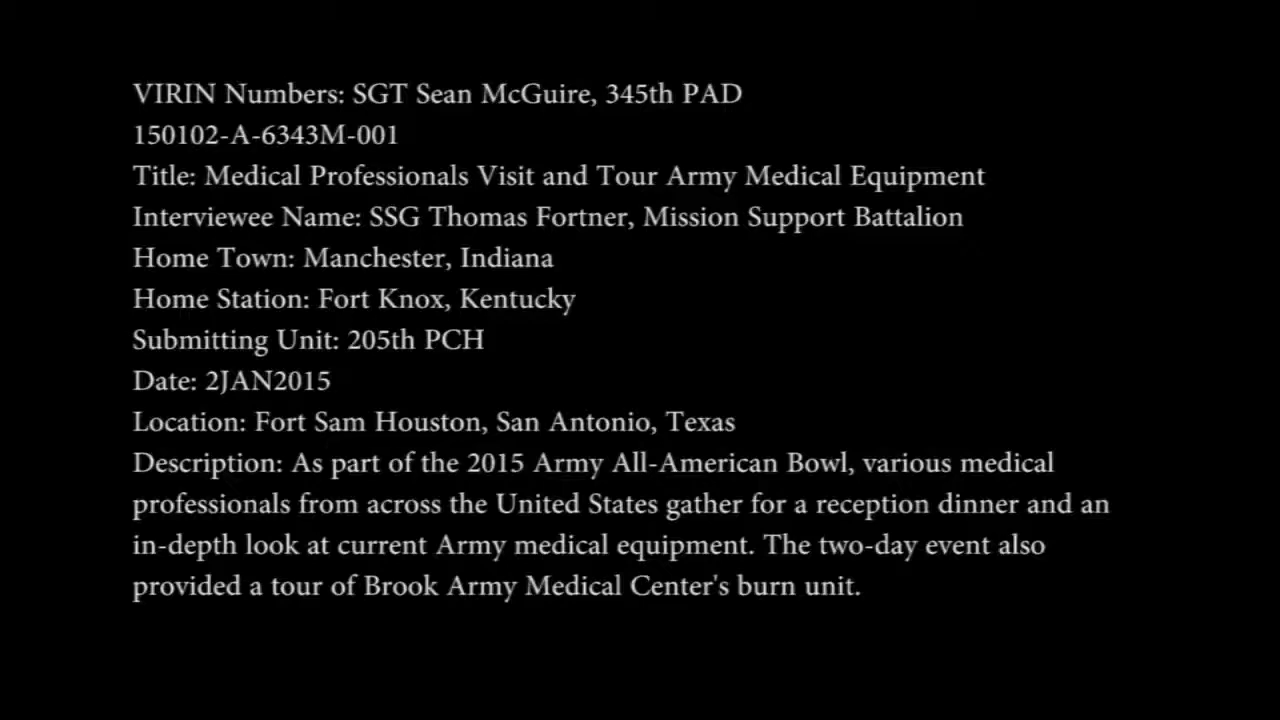 VIRIN Numbers: SGT Sean McGuire, 345th PAD
150102-A-6343M-001
Title: Medical Professionals Visit and Tour Army Medical Equipment
Interviewee Name: SSG Thomas Fortner, Mission Support Battalion
Home Town: Manchester, Indiana
Home Station: Fort Knox, Kentucky
Submitting Unit: 205th PCH
Date: 2JAN2015
Location: Fort Sam Houston, San Antonio, Texas
Description: As part of the 2015 Army All-American Bowl, various medical
professionals from across the United States gather for a reception dinner and an
in-depth look at current Army medical equipment. The two-day event also
provided a tour of Brook Army Medical Center's burn unit.